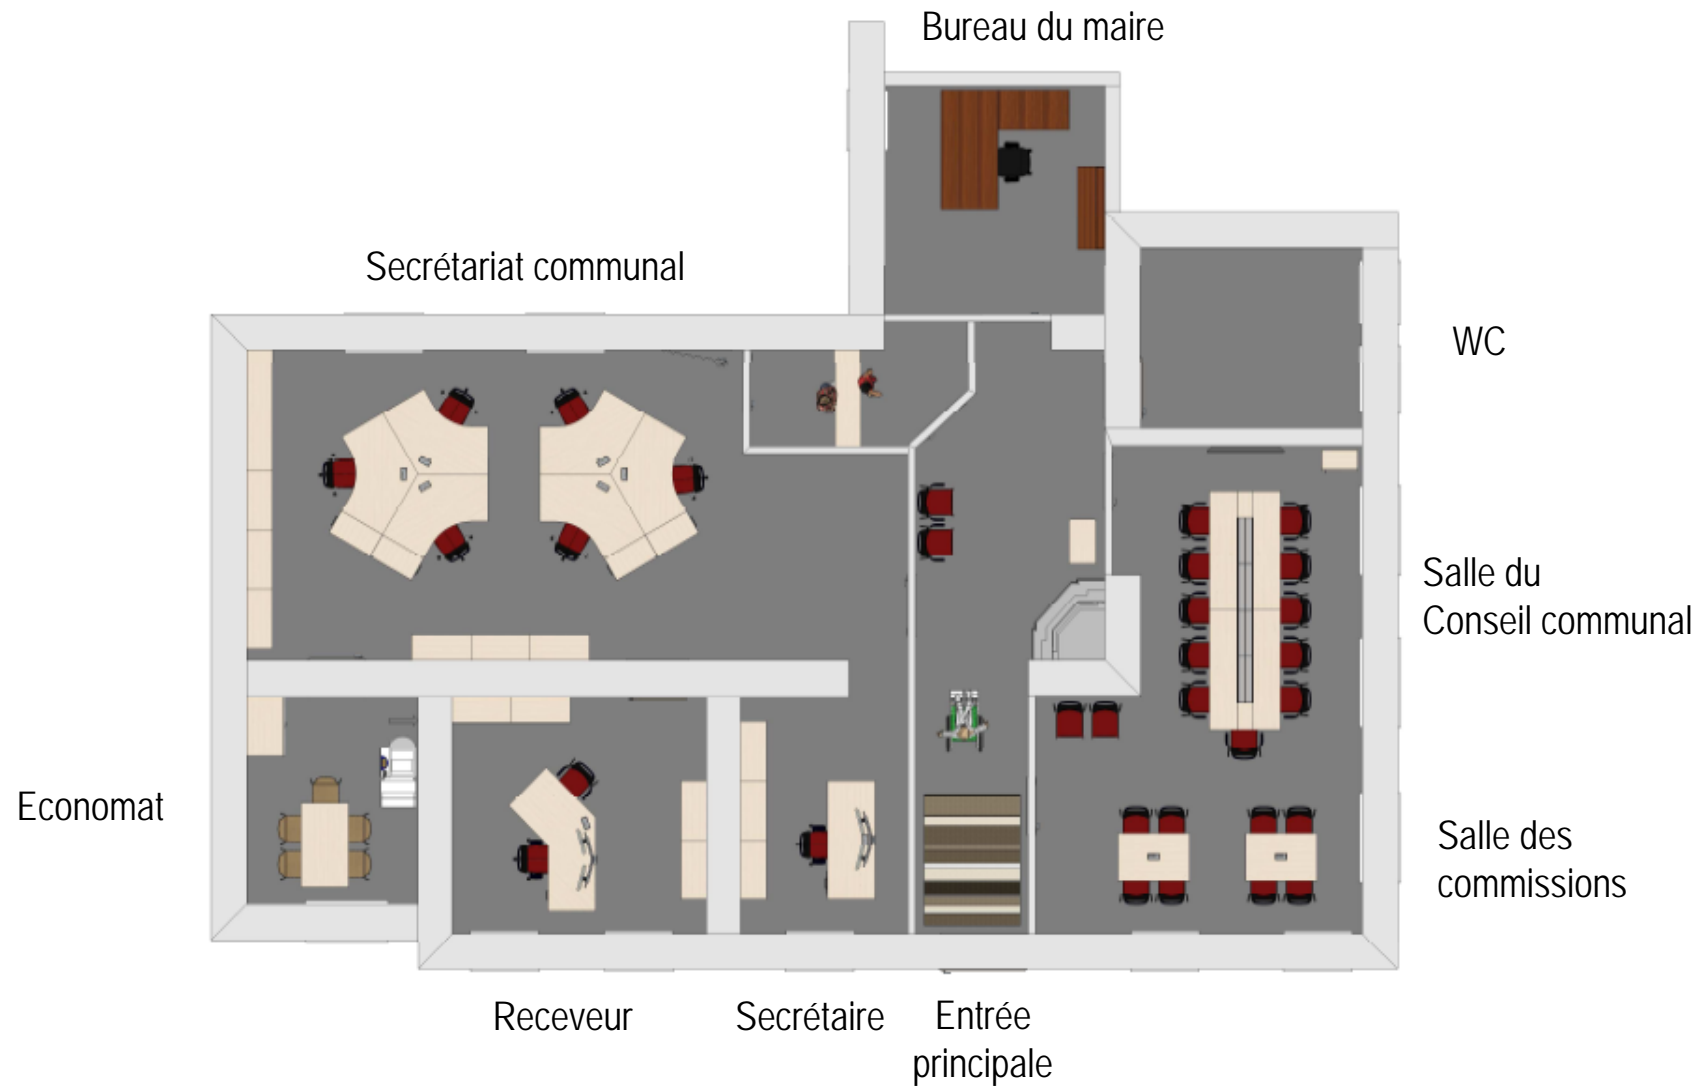 Bureau du maire
Secrétariat communal
WC
Salle du
Conseil communal
Economat
Salle des
commissions
Receveur
Secrétaire
Entrée
principale